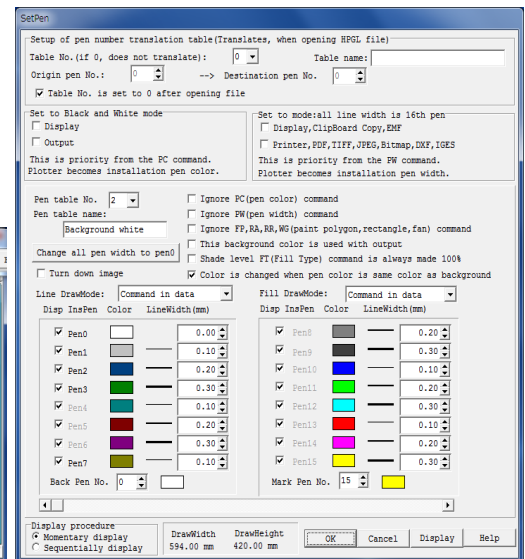 SetPen
Setup of pen number translation table(Translates, when opening HPGL file)
Table No.(if 0, does not translate): 0 Table name:
Origin pen No.: 0 --> Destination pen No. 0
Table No. is set to 0 after opening file
Set to Black and White mode
Display
Output
This is priority from the PC command.
Plotter becomes installation pen color.
Set to mode:all line width is 16th pen
Display,ClipBoard Copy,EMF
Printer,PDF,TIFF,JPEG,Bitmap,DXF,IGES
This is priority from the PW command.
Plotter becomes installation pen width.
Pen table No. 2
Pen table name:
Background white
Change all pen width to pen0
Turn down image
Ignore PC(pen color) command
Ignore PW(pen width) command
Ignore FP,RA,RR,WG(paint polygon,rectangle,fan) command
This background color is used with output
Shade level FT(Fill Type) command is always made 100%
Color is changed when pen color is same color as background
Line DrawMode: Command in data
Disp InsPen Color LineWidth(mm)
Pen0 0.00
Pen1 0.10
Pen2 0.20
Pen3 0.30
Pen4 0.10
Pen5 0.20
Pen6 0.30
Pen7 0.10
Back Pen No. 0
Fill DrawMode: Command in data
Disp InsPen Color LineWidth(mm)
Pen8 0.20
Pen9 0.30
Pen10 0.10
Pen11 0.20
Pen12 0.30
Pen13 0.10
Pen14 0.20
Pen15 0.30
Mark Pen No. 15
Display procedure
Momentary display
Sequentially display
DrawWidth DrawHeight
594.00 mm 420.00 mm
OK Cancel Display Help